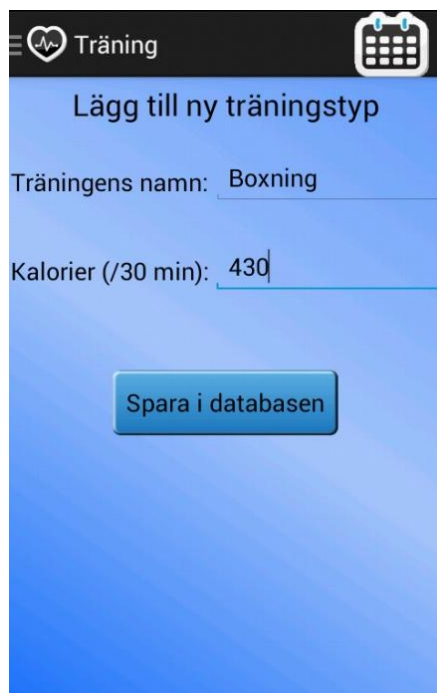 Träning
Lägg till ny träningstyp
Träningens namn: Boxning
Kalorier (/30 min): 430
Spara i databasen